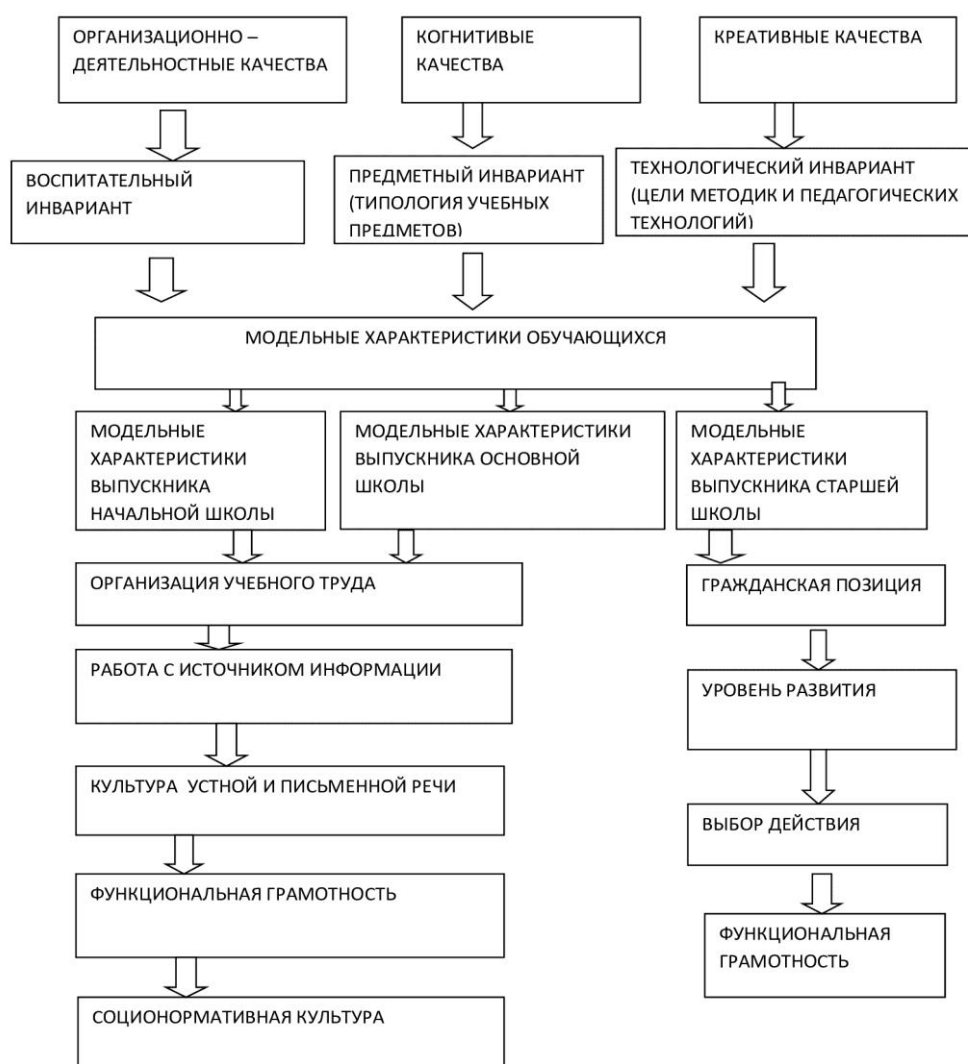 ОРГАНИЗАЦИОННО –
ДЕЯТЕЛЬНОСТНЫЕ КАЧЕСТВА
КОГНИТИВЫЕ
КАЧЕСТВА
КРЕАТИВНЫЕ КАЧЕСТВА
ВОСПИТАТЕЛЬНЫЙ
ИНВАРИАНТ
ПРЕДМЕТНЫЙ ИНВАРИАНТ
(ТИПОЛОГИЯ УЧЕБНЫХ
ПРЕДМЕТОВ)
ТЕХНОЛОГИЧЕСКИЙ ИНВАРИАНТ
(ЦЕЛИ МЕТОДИК И ПЕДАГОГИЧЕСКИХ
ТЕХНОЛОГИЙ)
МОДЕЛЬНЫЕ ХАРАКТЕРИСТИКИ ОБУЧАЮЩИХСЯ
МОДЕЛЬНЫЕ
ХАРАКТЕРИСТИКИ
ВЫПУСКНИКА
НАЧАЛЬНОЙ ШКОЛЫ
МОДЕЛЬНЫЕ ХАРАКТЕРИСТИКИ
ВЫПУСКНИКА ОСНОВНОЙ
ШКОЛЫ
МОДЕЛЬНЫЕ
ХАРАКТЕРИСТИКИ
ВЫПУСКНИКА СТАРШЕЙ
ШКОЛЫ
ОРГАНИЗАЦИЯ УЧЕБНОГО ТРУДА
РАБОТА С ИСТОЧНИКОМ ИНФОРМАЦИИ
КУЛЬТУРА УСТНОЙ И ПИСЬМЕННОЙ РЕЧИ
ФУНКЦИОНАЛЬНАЯ ГРАМОТНОСТЬ
СОЦИОНОРМАТИВНАЯ КУЛЬТУРА
ГРАЖДАНСКАЯ ПОЗИЦИЯ
УРОВЕНЬ РАЗВИТИЯ
ВЫБОР ДЕЙСТВИЯ
ФУНКЦИОНАЛЬНАЯ
ГРАМОТНОСТЬ